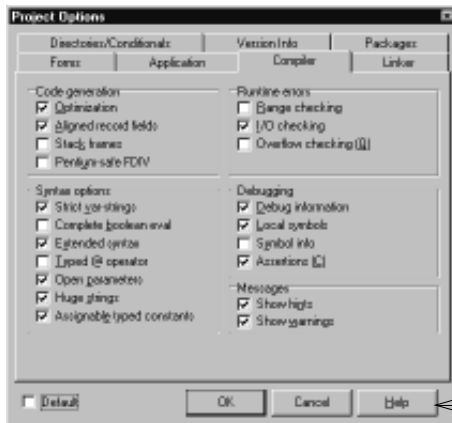 Project Options
Directories/Conditionals
Version Info
Packages
Forms
Application
Compiler
Linker
Code generation
Optimization
Aligned record fields
Stack frames
Pentium-safe FDIV
Runtime errors
Range checking
I/O checking
Overflow checking (Q)
Syntax options
Strict var-strings
Complete boolean eval
Extended syntax
Typed @ operator
Open parameters
Huge strings
Assignable typed constants
Debugging
Debug information
Local symbols
Symbol info
Assertions (C)
Messages
Show hints
Show warnings
Default
OK
Cancel
Help